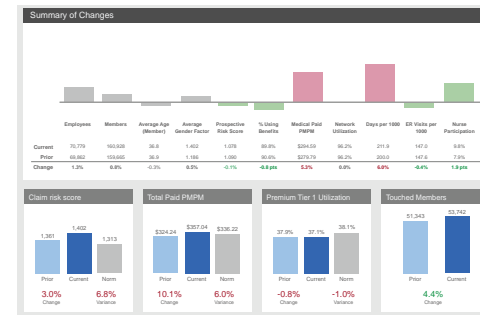 Summary of Changes
Employees Members Average Age (Member) Average Gender Factor Prospective Risk Score % Using Benefits Medical Paid PMPM Network Utilization Days per 1000 ER Visits per 1000 Nurse Participation
Current 70,779 160,928 36.8 1.402 1.078 89.8% $294.59 96.2% 211.9 147.0 9.8%
Prior 69,862 159,665 36.9 1.080 90.6% $279.79 96.2% 200.0 147.6 7.9%
Change 1.3% 0.8% -0.3% 0.5% -0.1% -0.8 pts 5.3% 0.0% 6.0% -0.4% 1.9 pts
Claim risk score Total Paid PMPM Premium Tier 1 Utilization Touched Members
1,361 1,402 1,313 $324.24 $357.04 $336.22 37.9% 37.1% 38.1% 51,343 53,742
Prior Current Norm Prior Current Norm Prior Current Norm Prior Current
3.0% 6.8% 10.1% 6.0% -0.8% -1.0% 4.4%
Change Variance Change Variance Change Variance Change